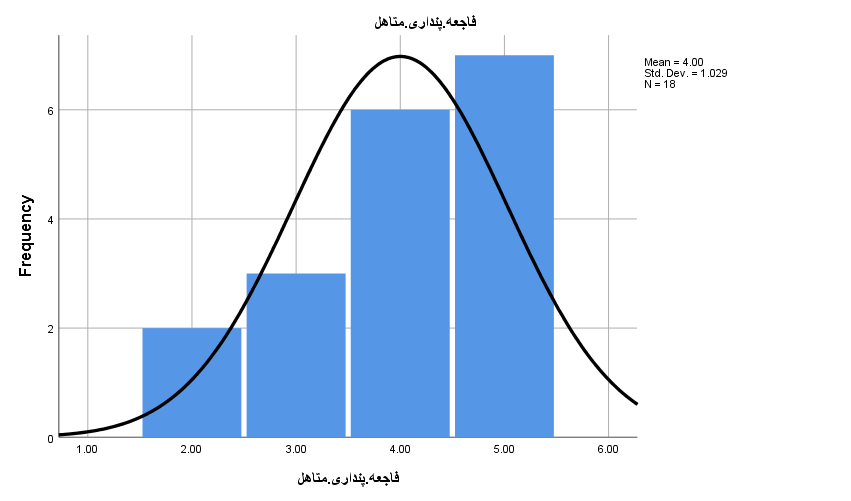 فاجعه.پنداری.متاهل
Mean = 4.00
Std. Dev. = 1.029
N = 18
Frequency
6
4
2
0
1.00 2.00 3.00 4.00 5.00 6.00
فاجعه.پنداری.متاهل